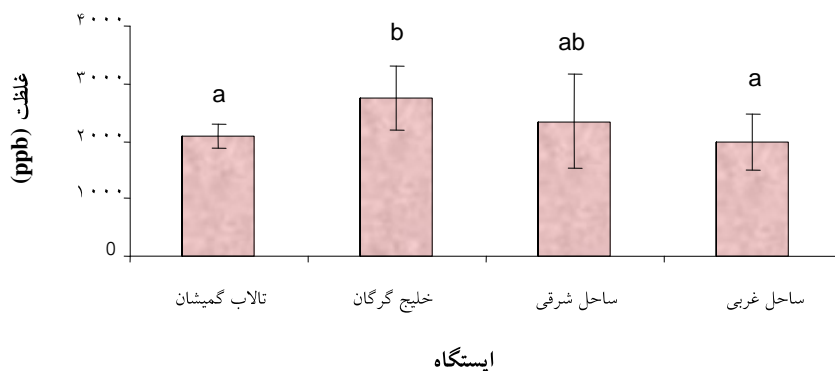 ۴۰۰۰
۳۰۰۰
۲۰۰۰
۱۰۰۰
0
غلظت (ppb)
a
b
ab
a
تالاب گمیشان
خلیج گرگان
ساحل شرقی
ساحل غربی
ایستگاه